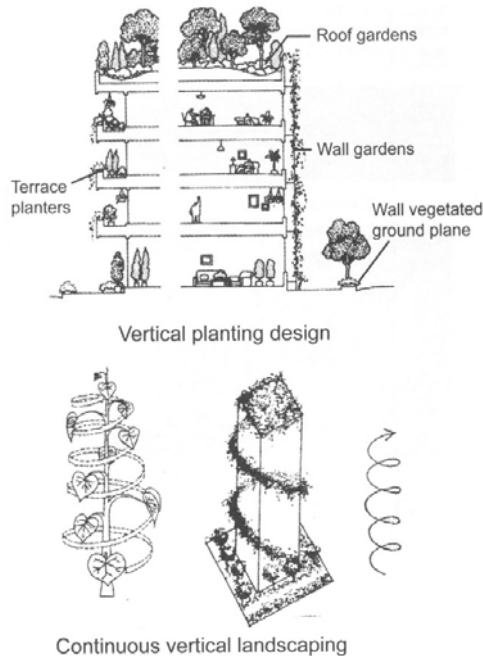 Roof gardens
Wall gardens
Terrace
planters
Wall vegetated
ground plane
Vertical planting design
Continuous vertical landscaping